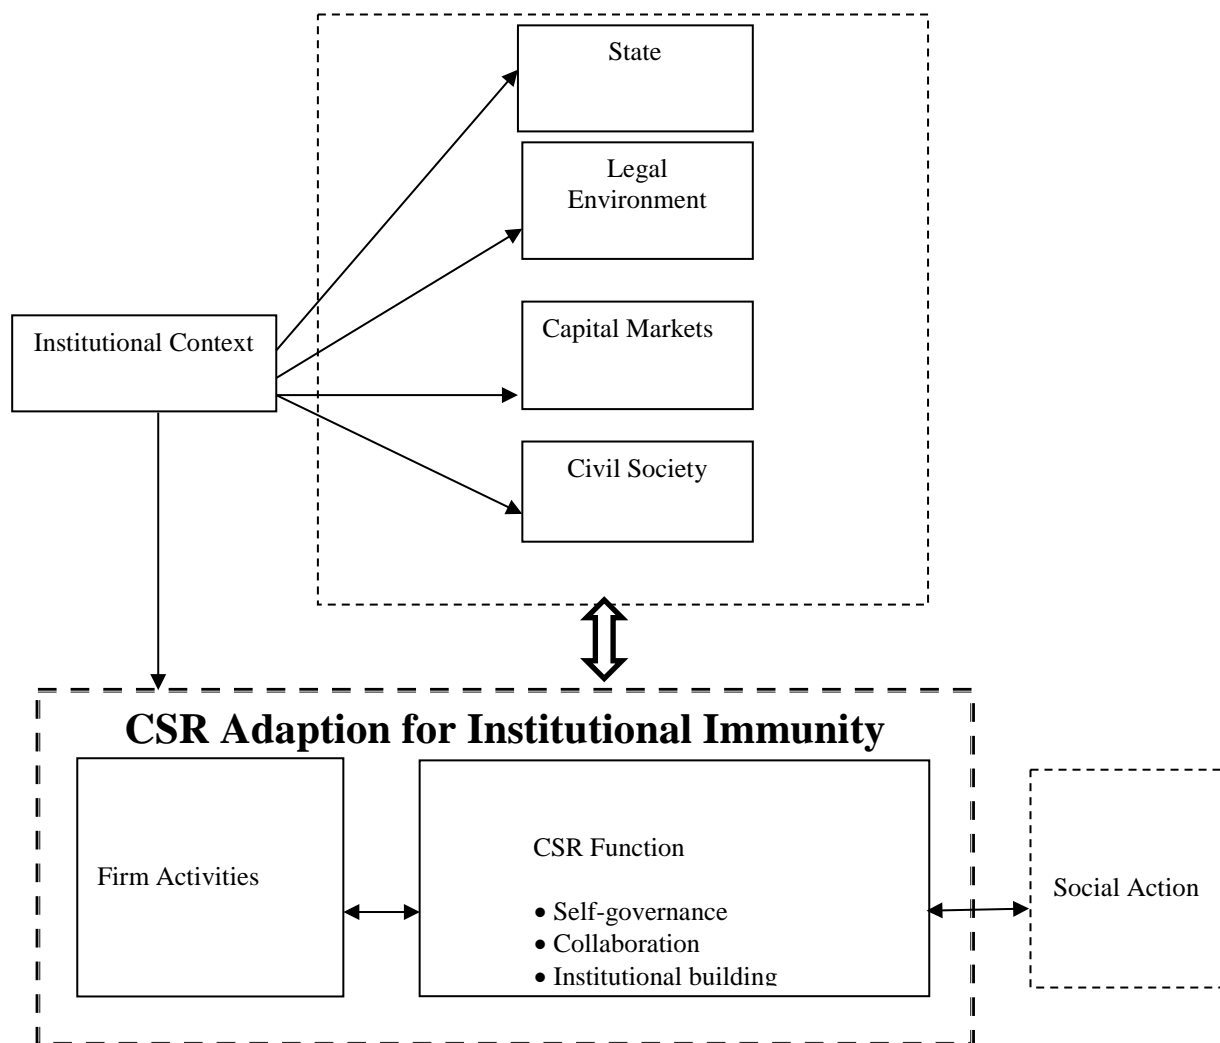 State
Legal
Environment
Institutional Context
Capital Markets
Civil Society
CSR Adaption for Institutional Immunity
Firm Activities
CSR Function
• Self-governance
• Collaboration
• Institutional building
Social Action